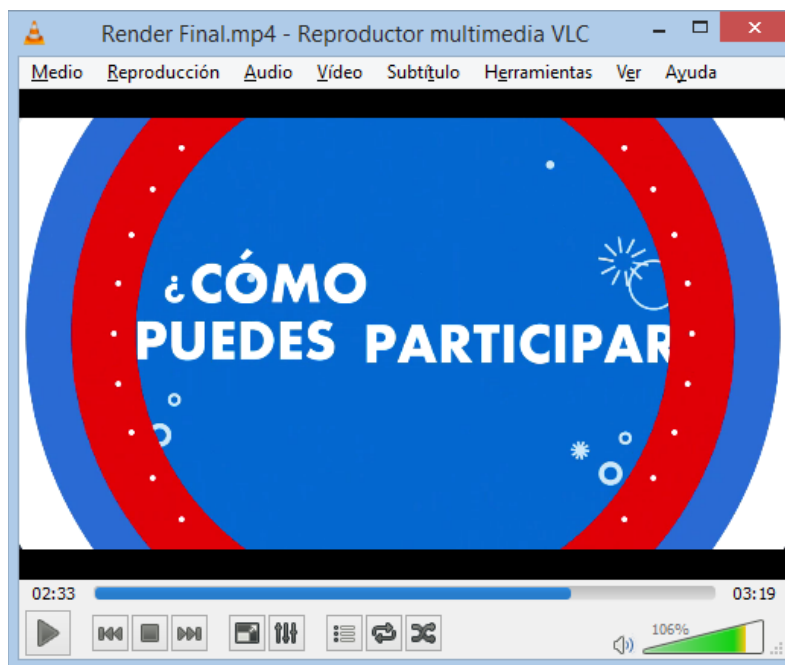 Render Final.mp4 - Reproductor multimedia VLC
Medio Reproducción Audio Vídeo Subtítulo Herramientas Ver Ayuda
¿CÓMO
PUEDES PARTICIPAR
02:33 03:19
106%